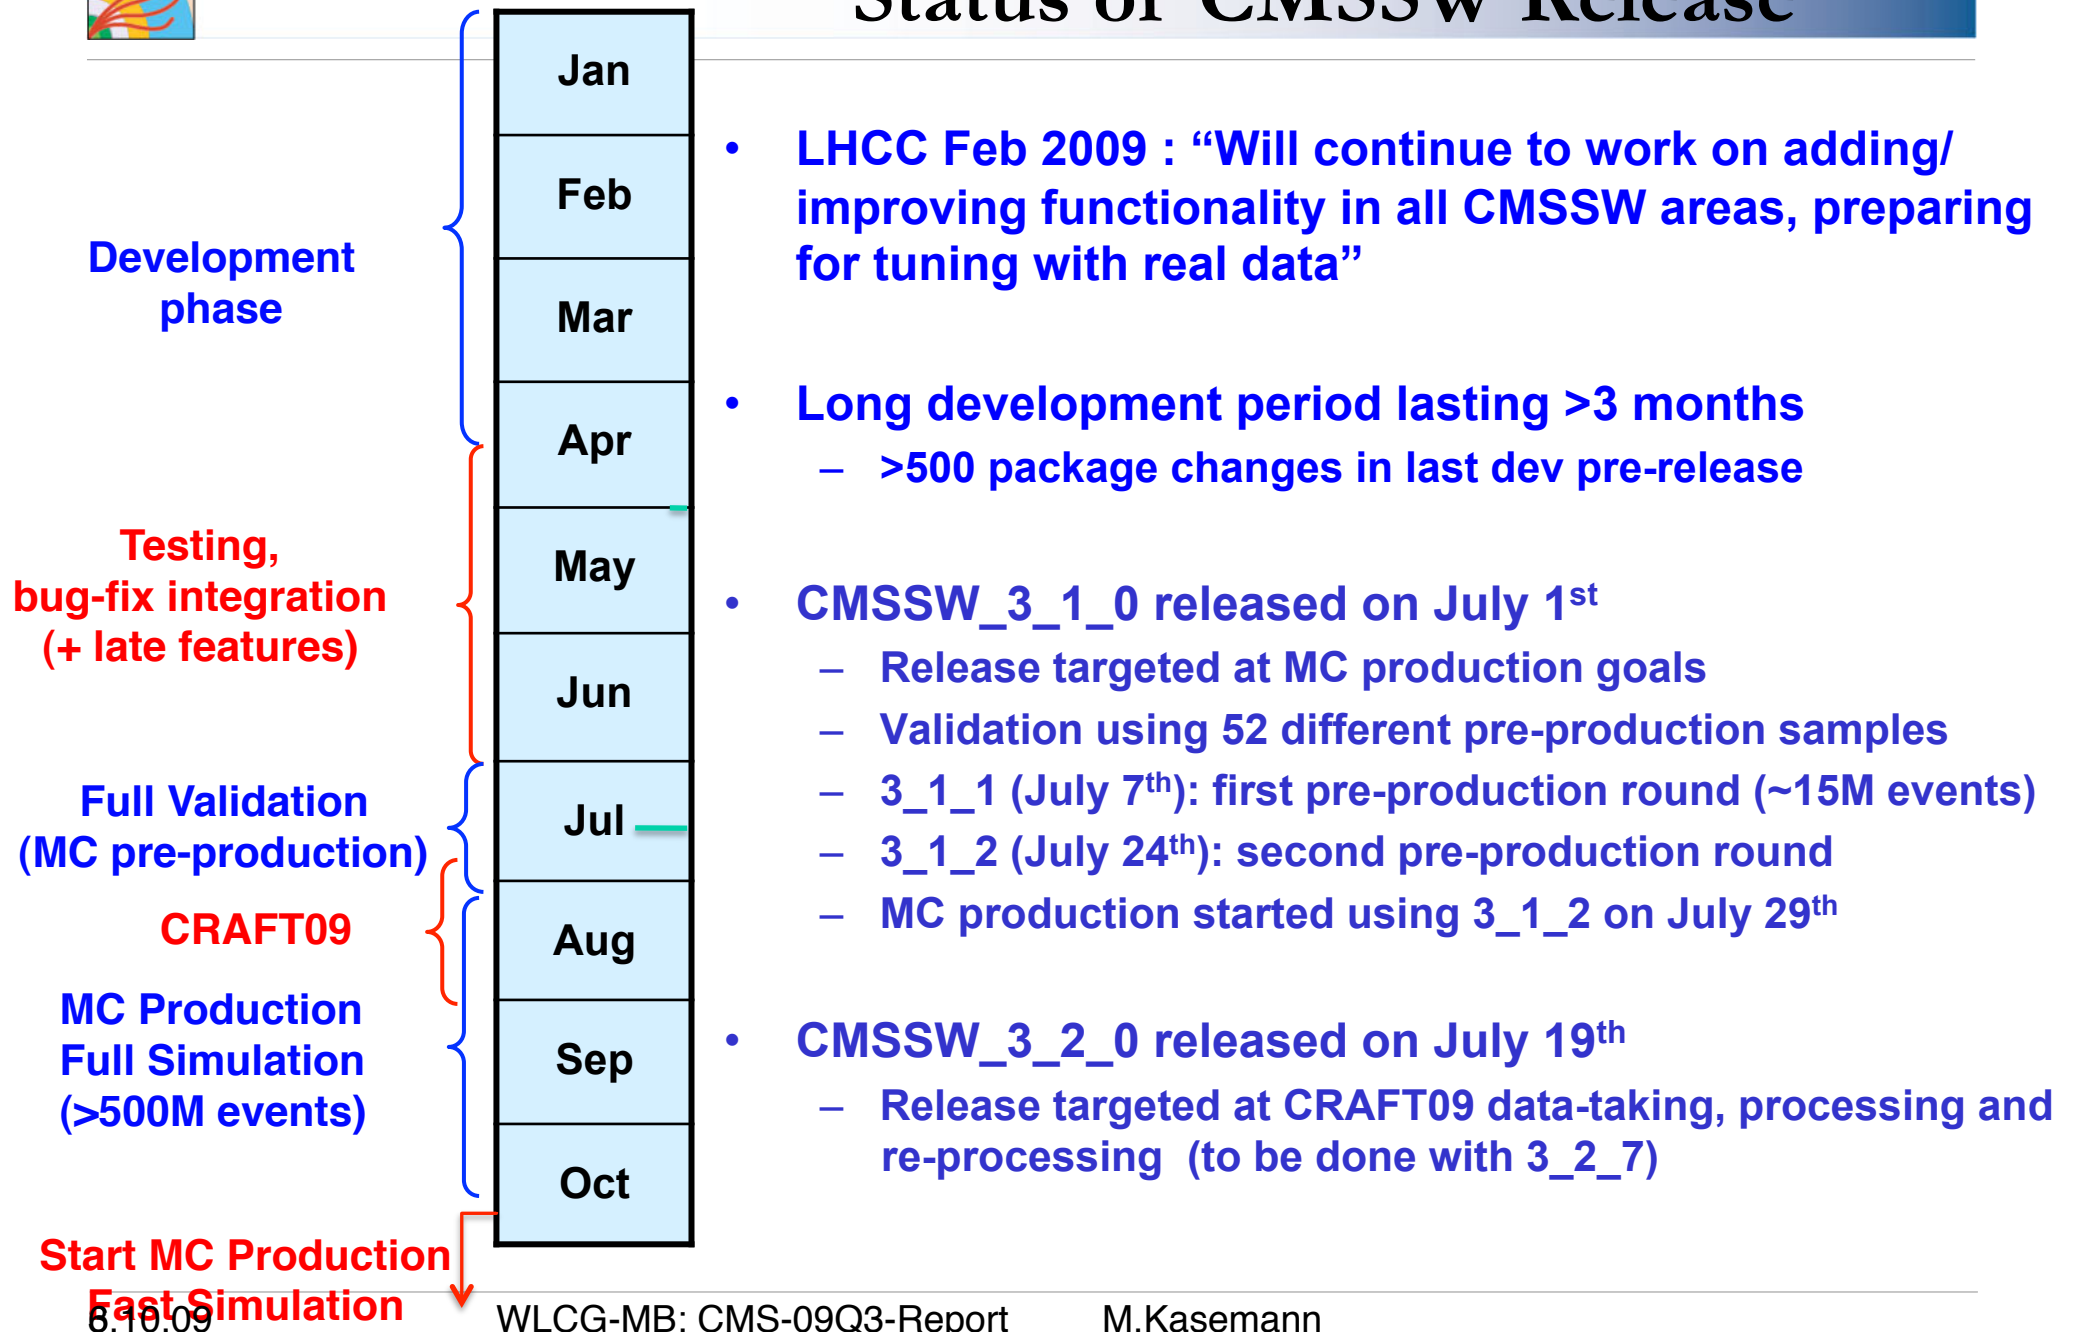 Status of CMSSW Release
Jan
Feb
Mar
Apr
May
Jun
Jul
Aug
Sep
Oct
Development
phase
Testing,
bug-fix integration
(+ late features)
Full Validation
(MC pre-production)
CRAFT09
MC Production
Full Simulation
(>500M events)
Start MC Production
Fast Simulation
• LHCC Feb 2009 : “Will continue to work on adding/
improving functionality in all CMSSW areas, preparing
for tuning with real data”
• Long development period lasting >3 months
– >500 package changes in last dev pre-release
• CMSSW_3_1_0 released on July 1st
– Release targeted at MC production goals
– Validation using 52 different pre-production samples
– 3_1_1 (July 7th): first pre-production round (~15M events)
– 3_1_2 (July 24th): second pre-production round
– MC production started using 3_1_2 on July 29th
• CMSSW_3_2_0 released on July 19th
– Release targeted at CRAFT09 data-taking, processing and
re-processing (to be done with 3_2_7)
WLCG-MB: CMS-09Q3-Report M.Kasemann